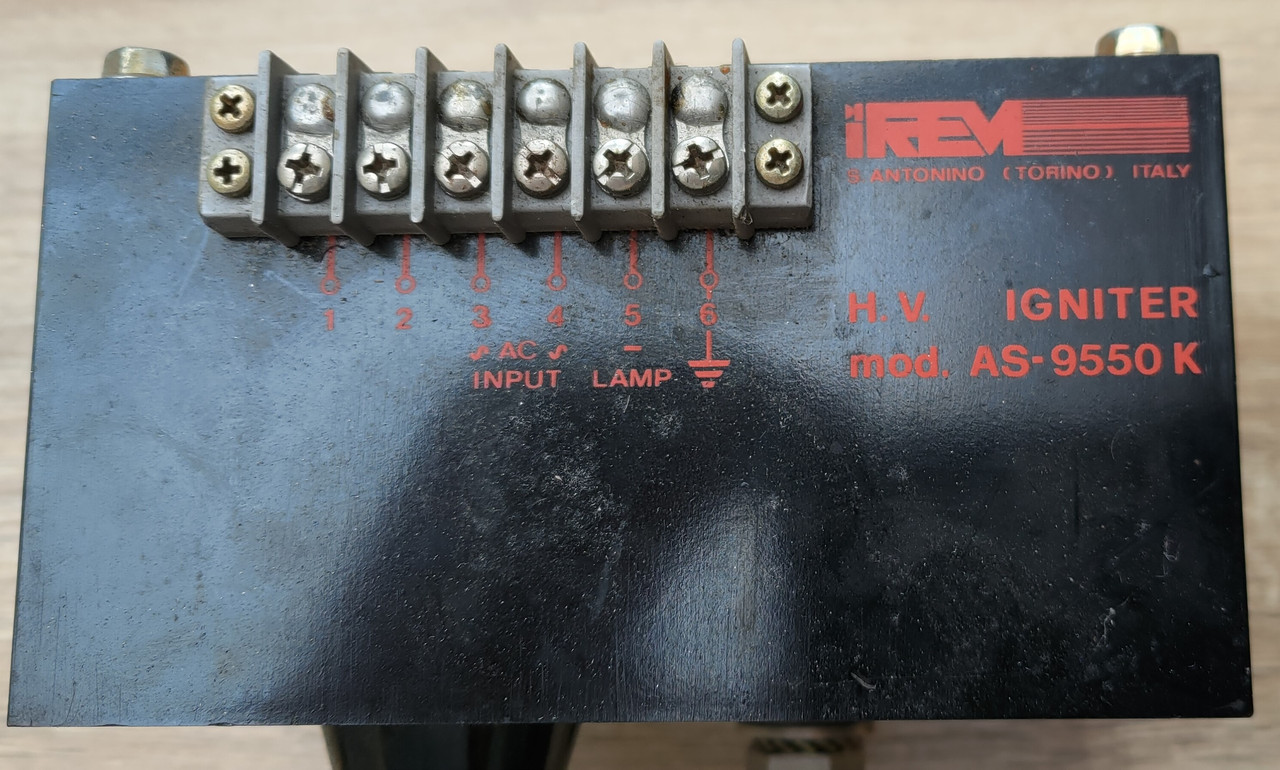 iREM
S. ANTONINO (TORINO) ITALY
H.V. IGNITER
mod. AS-9550 K
1 2 3 4 5 6
AC -
INPUT LAMP